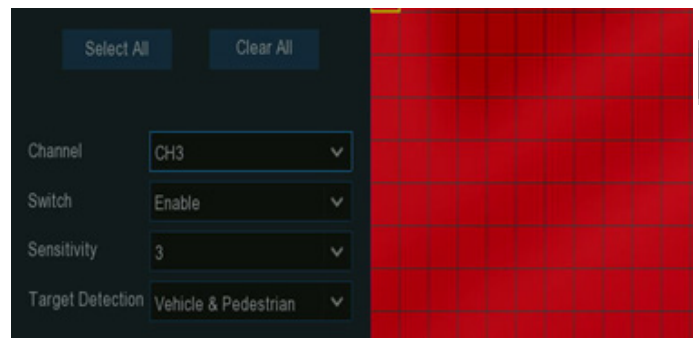 Select All Clear All
Channel CH3
Switch Enable
Sensitivity 3
Target Detection Vehicle & Pedestrian